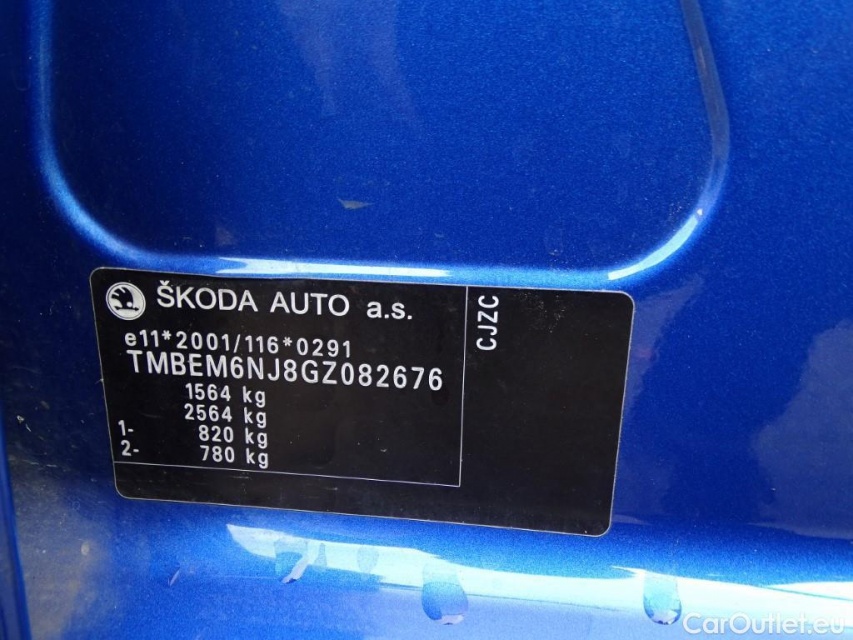 ŠKODA AUTO a.s.
e11*2001/116*0291
TMBEM6NJ8GZ082676
1564 kg
2564 kg
1- 820 kg
2- 780 kg
CJZC
CarOutlet.eu